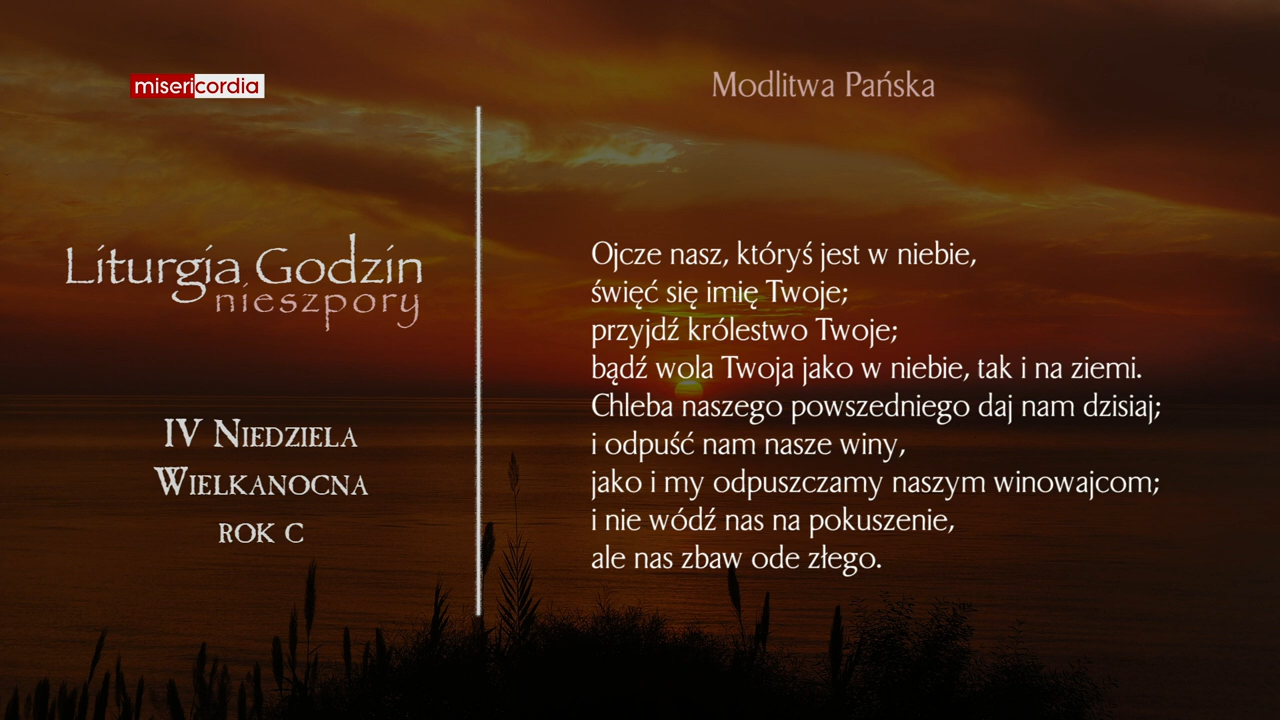 misericordia
Liturgia Godzin
nieszpory
IV Niedziela
Wielkanocna
rok C
Modlitwa Pańska
Ojcze nasz, któryś jest w niebie,
święć się imię Twoje;
przyjdź królestwo Twoje;
bądź wola Twoja jako w niebie, tak i na ziemi.
Chleba naszego powszedniego daj nam dzisiaj;
i odpuść nam nasze winy,
jako i my odpuszczamy naszym winowajcom;
i nie wódź nas na pokuszenie,
ale nas zbaw ode złego.